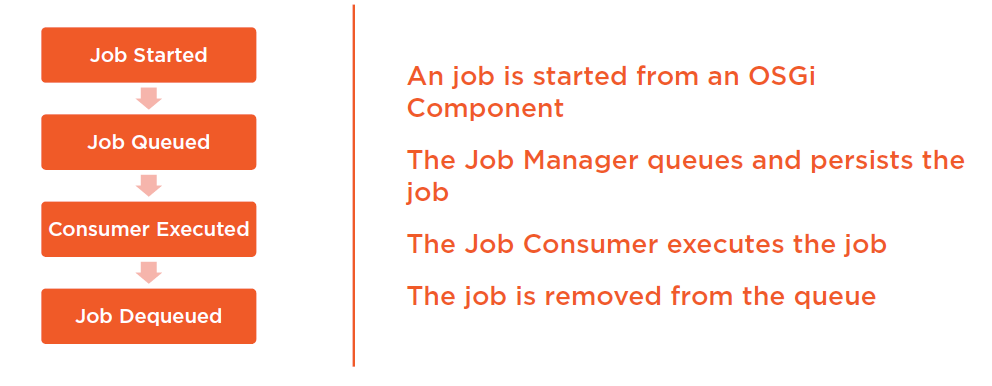 Job Started
Job Queued
Consumer Executed
Job Dequeued
An job is started from an OSGi
Component
The Job Manager queues and persists the
job
The Job Consumer executes the job
The job is removed from the queue